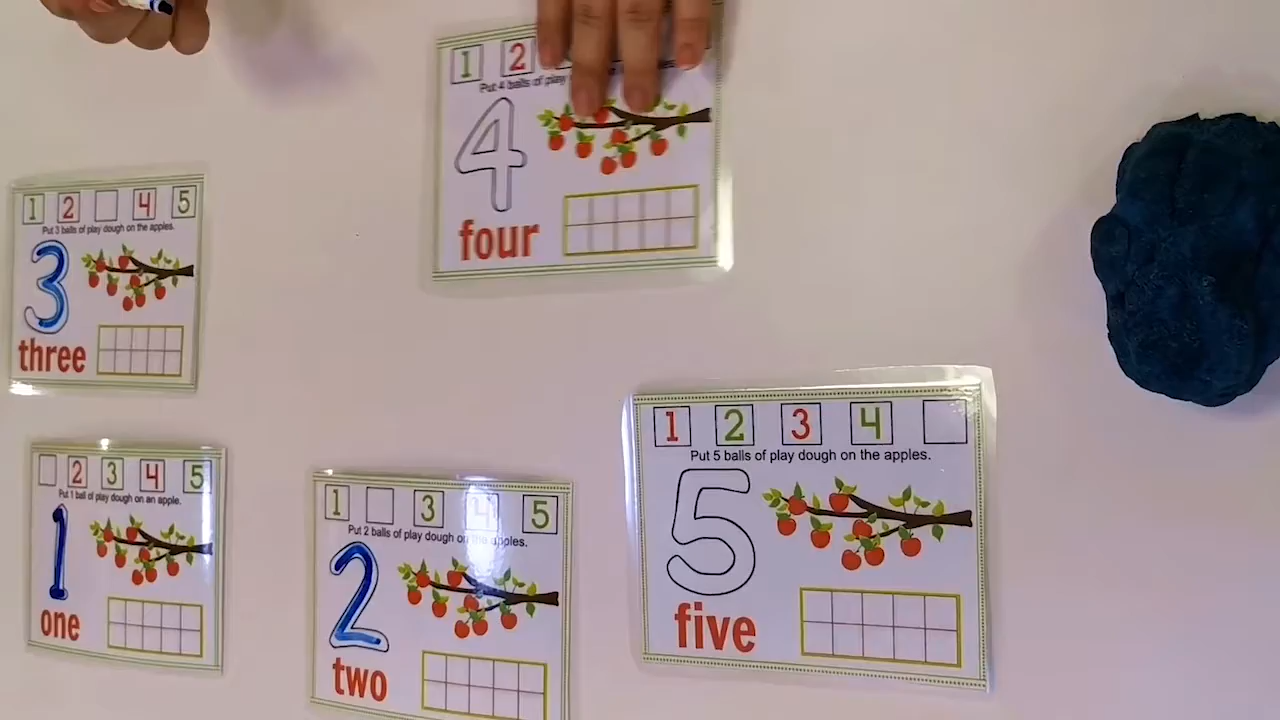 1 2
Put 4 balls of play
4
four
1 2 4 5
Put 3 balls of play dough on the apples.
3
three
1 2 3 4
Put 5 balls of play dough on the apples.
5
five
2 3 4 5
Put 1 ball of play dough on an apple.
1
one
1 3 4 5
Put 2 balls of play dough on the apples.
2
two